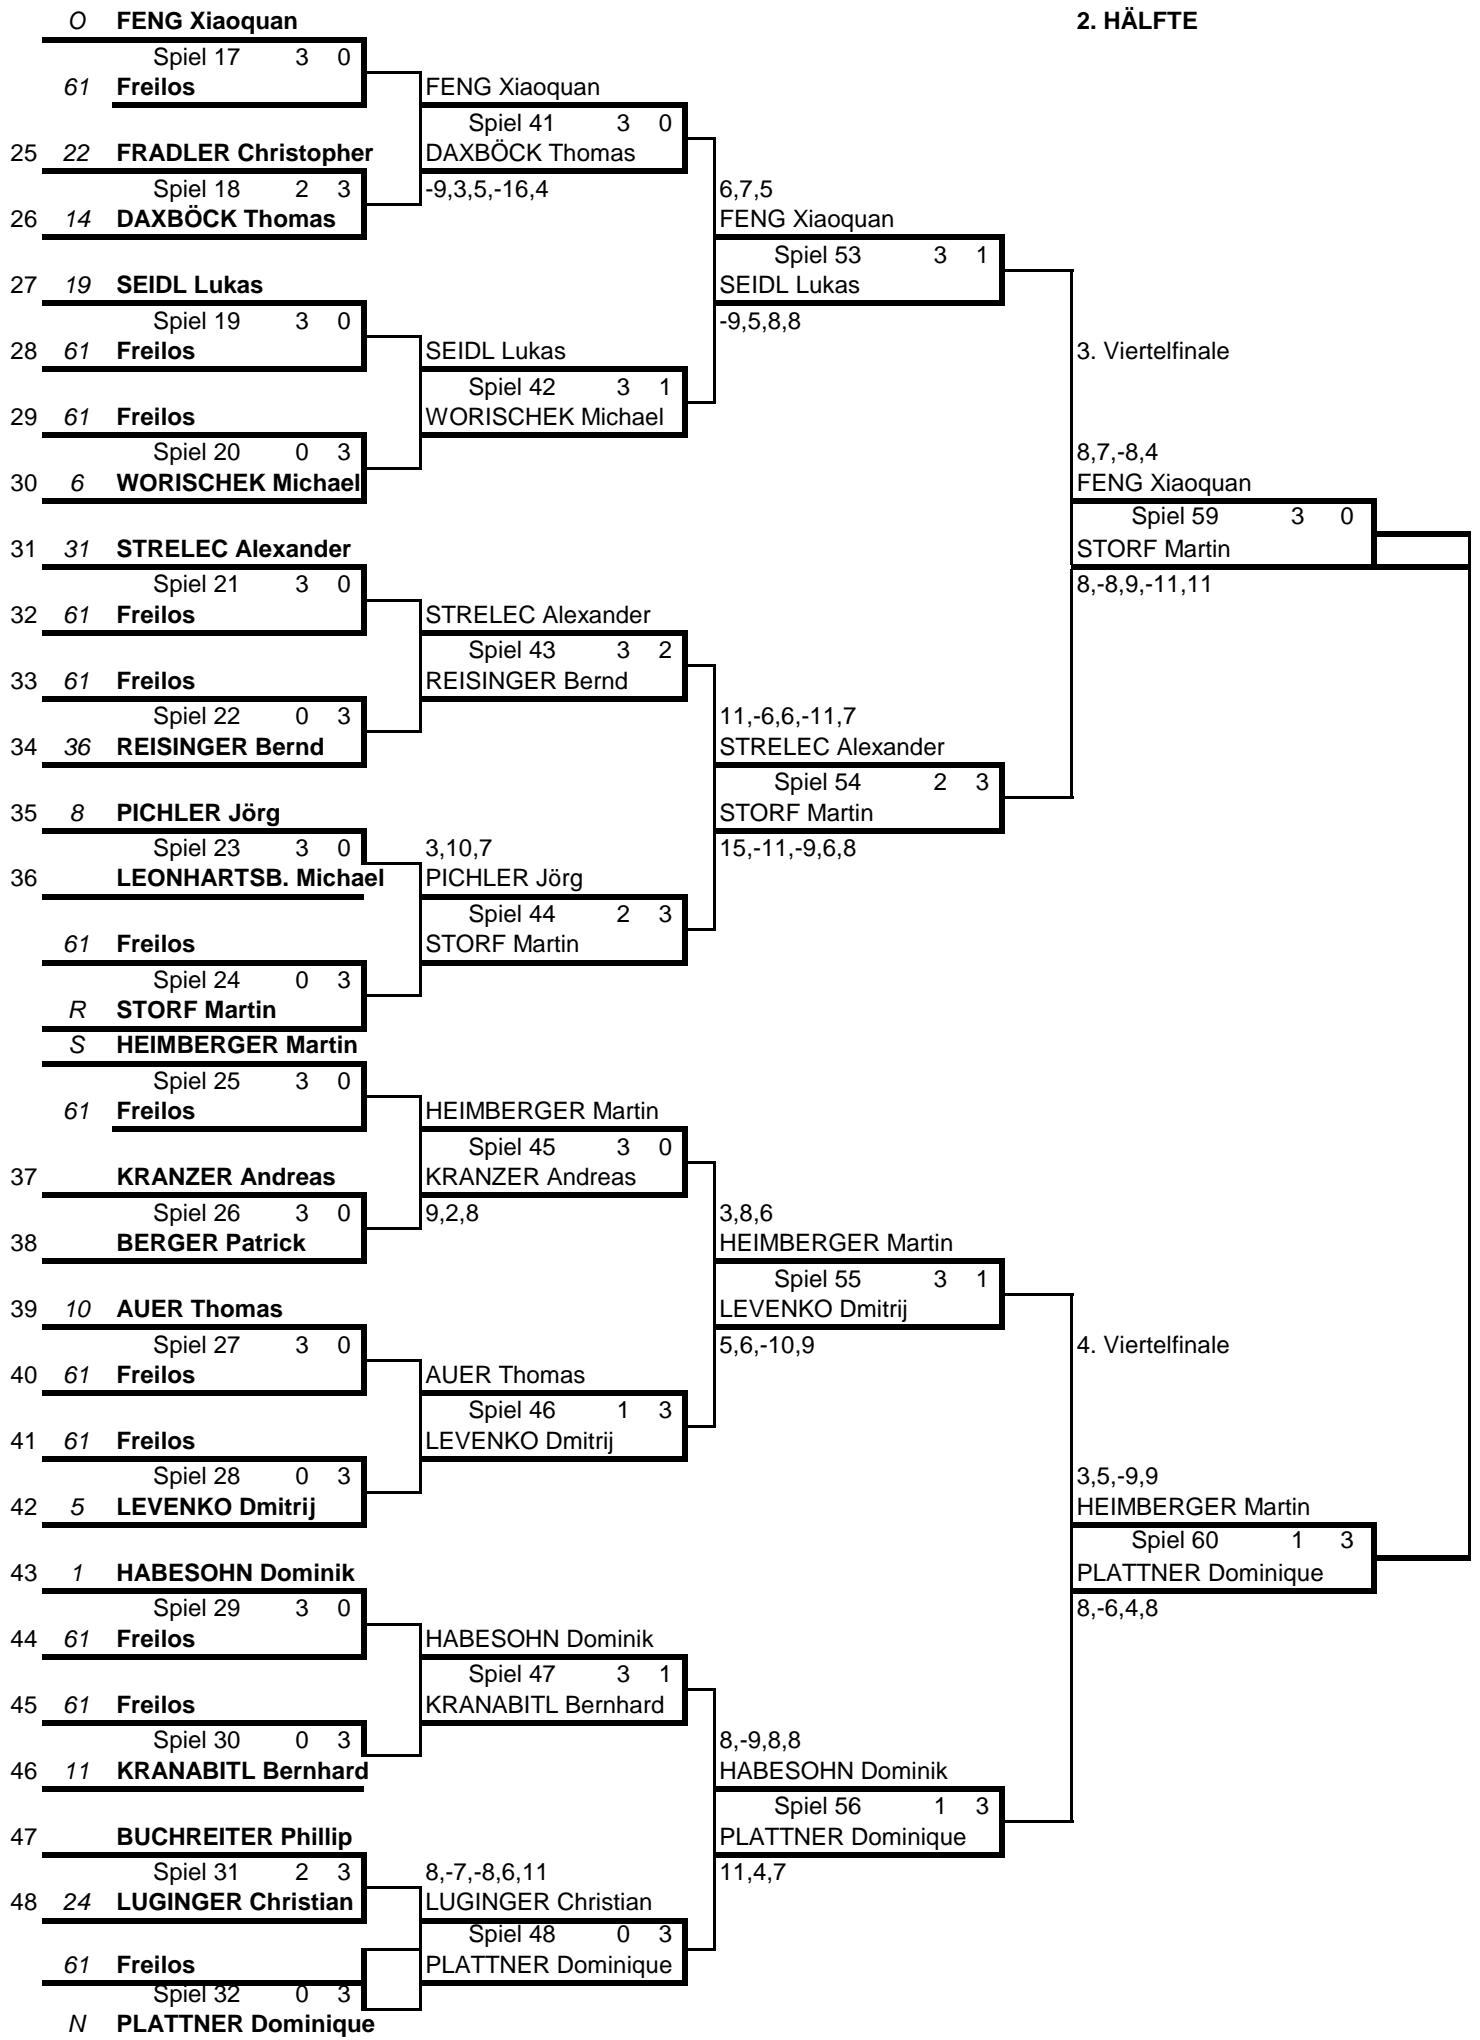 O FENG Xiaoquan 2. HÄLFTE
Spiel 17 3 0
61 Freilos FENG Xiaoquan
Spiel 41 3 0
25 22 FRADLER Christopher DAXBÖCK Thomas
Spiel 18 2 3 -9,3,5,-16,4 6,7,5
26 14 DAXBÖCK Thomas FENG Xiaoquan
Spiel 53 3 1
27 19 SEIDL Lukas SEIDL Lukas
Spiel 19 3 0 -9,5,8,8
28 61 Freilos SEIDL Lukas 3. Viertelfinale
Spiel 42 3 1
29 61 Freilos WORISCHEK Michael
Spiel 20 0 3 8,7,-8,4
30 6 WORISCHEK Michael FENG Xiaoquan
Spiel 59 3 0
31 31 STRELEC Alexander STORF Martin
Spiel 21 3 0 8,-8,9,-11,11
32 61 Freilos STRELEC Alexander
Spiel 43 3 2
33 61 Freilos REISINGER Bernd
Spiel 22 0 3 11,-6,6,-11,7
34 36 REISINGER Bernd STRELEC Alexander
Spiel 54 2 3
35 8 PICHLER Jörg STORF Martin
Spiel 23 3 0 3,10,7 15,-11,-9,6,8
36 LEONHARTSB. Michael PICHLER Jörg
Spiel 44 2 3
61 Freilos STORF Martin
Spiel 24 0 3
R STORF Martin
S HEIMBERGER Martin
Spiel 25 3 0
61 Freilos HEIMBERGER Martin
Spiel 45 3 0
37 KRANZER Andreas KRANZER Andreas
Spiel 26 3 0 9,2,8 3,8,6
38 BERGER Patrick HEIMBERGER Martin
Spiel 55 3 1
39 10 AUER Thomas LEVENKO Dmitrij
Spiel 27 3 0 5,6,-10,9 4. Viertelfinale
40 61 Freilos AUER Thomas
Spiel 46 1 3
41 61 Freilos LEVENKO Dmitrij
Spiel 28 0 3 3,5,-9,9
42 5 LEVENKO Dmitrij HEIMBERGER Martin
Spiel 60 1 3
43 1 HABESOHN Dominik PLATTNER Dominique
Spiel 29 3 0 8,-6,4,8
44 61 Freilos HABESOHN Dominik
Spiel 47 3 1
45 61 Freilos KRANABITL Bernhard
Spiel 30 0 3 8,-9,8,8
46 11 KRANABITL Bernhard HABESOHN Dominik
Spiel 56 1 3
47 BUCHREITER Phillip PLATTNER Dominique
Spiel 31 2 3 8,-7,-8,6,11 11,4,7
48 24 LUGINGER Christian LUGINGER Christian
Spiel 48 0 3
61 Freilos PLATTNER Dominique
Spiel 32 0 3
N PLATTNER Dominique